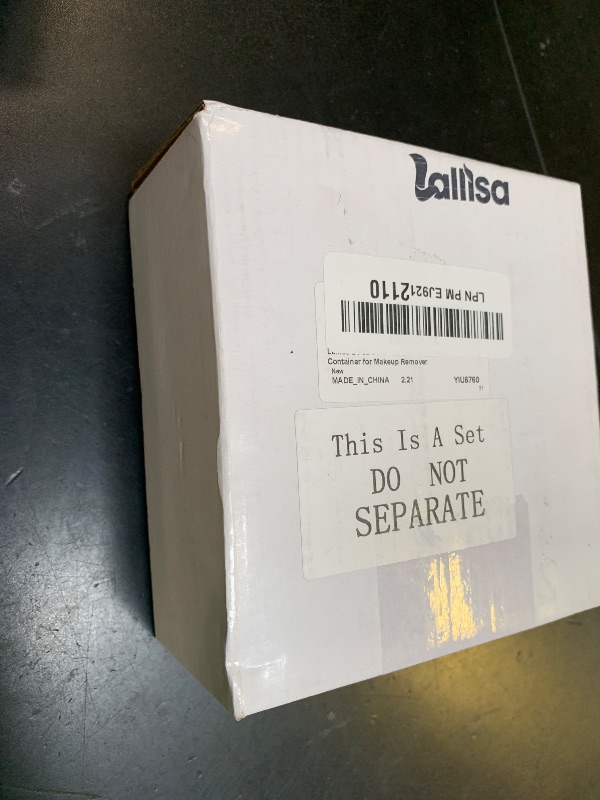 Lallisa
LPN PM EJ9212110
Container for Makeup Remover
New
MADE_IN_CHINA 2.21 YIU6760
This Is A Set
DO NOT
SEPARATE